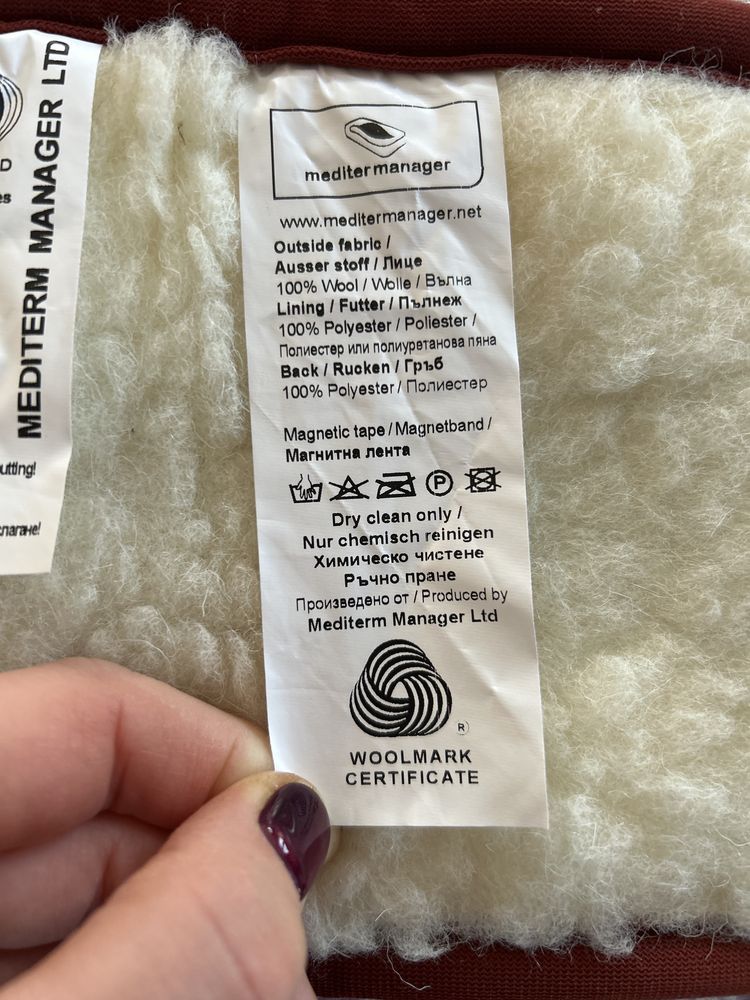 MEDITERM MANAGER LTD
utting!
лагане!
meditermanager
www.meditermanager.net
Outside fabric /
Ausser stoff / Лице
100% Wool / Wolle / Вълна
Lining / Futter / Пълнеж
100% Polyester / Poliester /
Полиестер или полиуретанова пяна
Back / Rucken / Гръб
100% Polyester / Полиестер
Magnetic tape / Magnetband /
Магнитна лента
P
Dry clean only /
Nur chemisch reinigen
Химическо чистене
Ръчно пране
Произведено от / Produced by
Mediterm Manager Ltd
®
WOOLMARK
CERTIFICATE